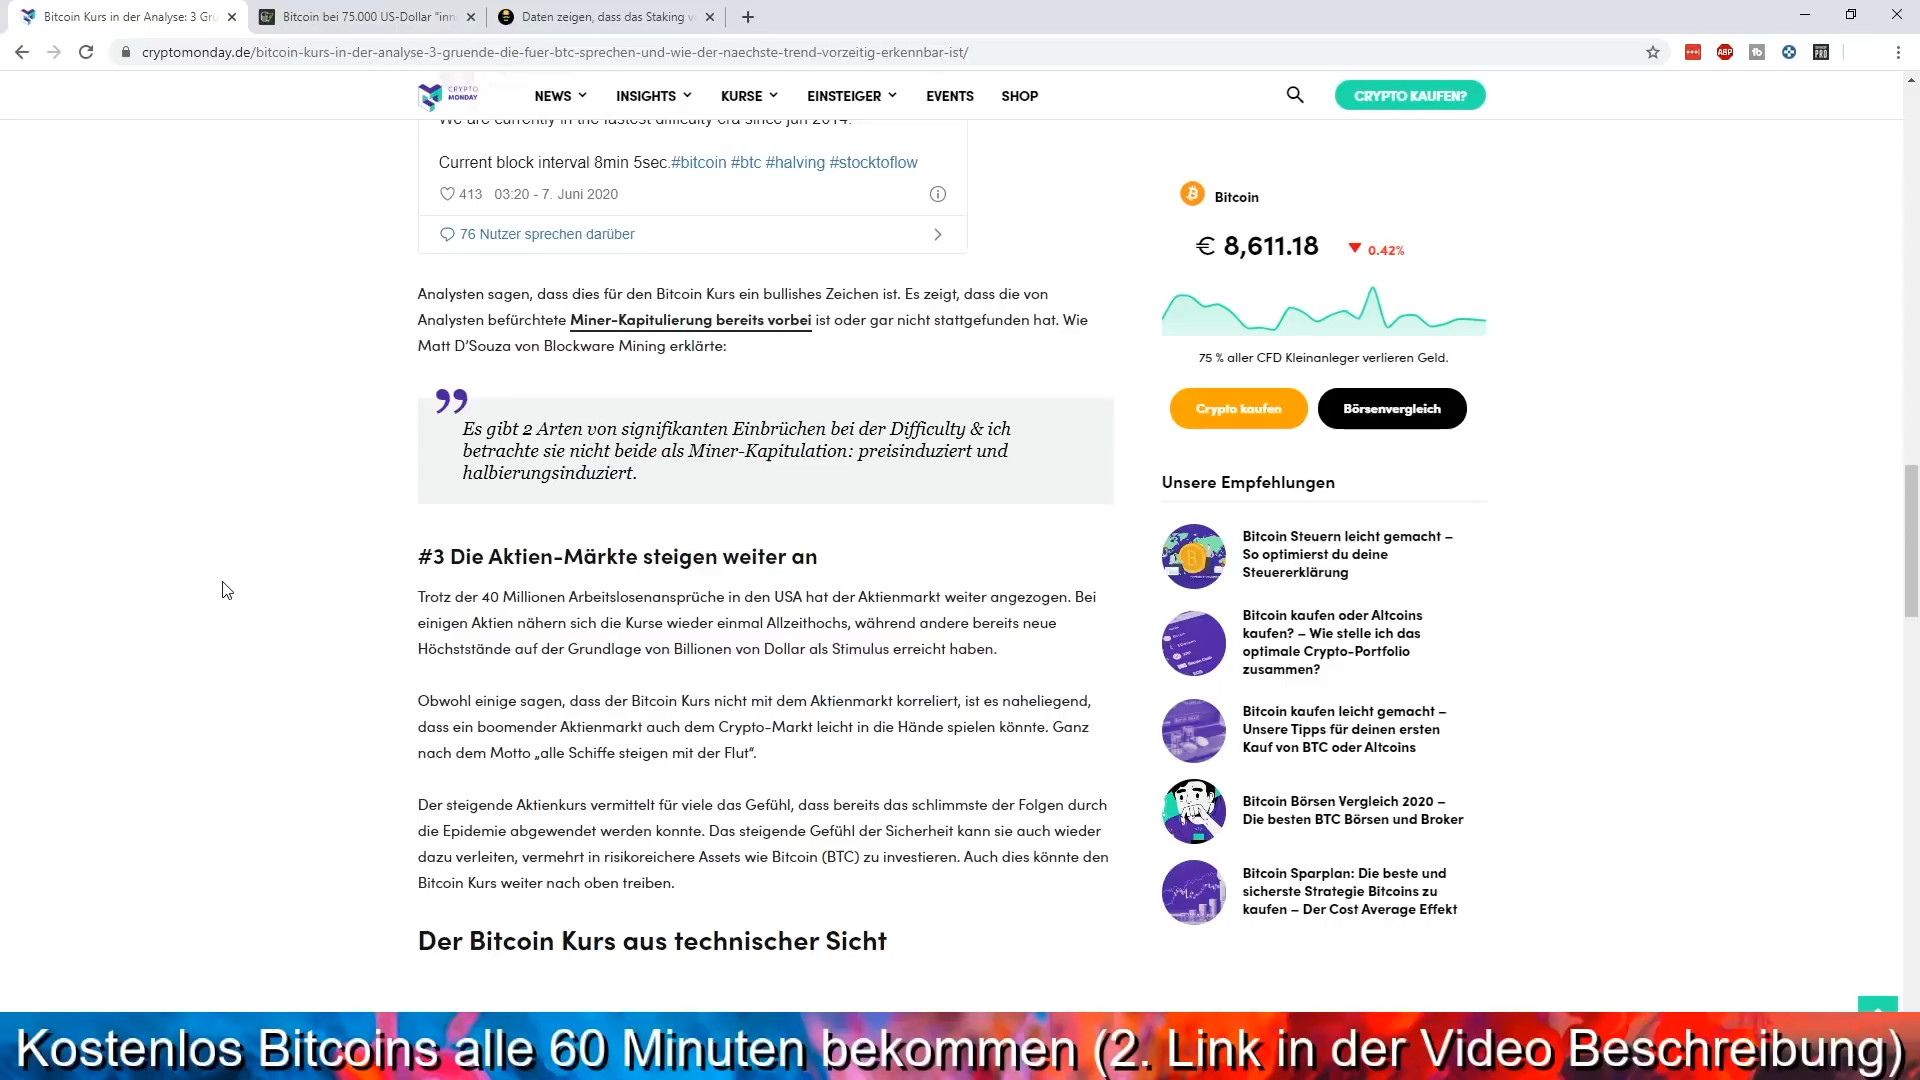 Bitcoin Kurs in der Analyse: 3 Gru
Bitcoin bei 75.000 US-Dollar "inn
Daten zeigen, dass das Staking v
cryptomonday.de/bitcoin-kurs-in-der-analyse-3-gruende-die-fuer-btc-sprechen-und-wie-der-naechste-trend-vorzeitig-erkennbar-ist/
ABP
tb
PRO
CRYPTO
MONDAY
NEWS
INSIGHTS
KURSE
EINSTEIGER
EVENTS
SHOP
CRYPTO KAUFEN?
We are currently in the fastest difficulty era since jun 2014.
Current block interval 8min 5sec.#bitcoin #btc #halving #stocktoflow
413 03:20 - 7. Juni 2020
76 Nutzer sprechen darüber
Analysten sagen, dass dies für den Bitcoin Kurs ein bullishes Zeichen ist. Es zeigt, dass die von
Analysten befürchtete Miner-Kapitulierung bereits vorbei ist oder gar nicht stattgefunden hat. Wie
Matt D’Souza von Blockware Mining erklärte:
”
Es gibt 2 Arten von signifikanten Einbrüchen bei der Difficulty & ich
betrachte sie nicht beide als Miner-Kapitulation: preisinduziert und
halbierungsinduziert.
#3 Die Aktien-Märkte steigen weiter an
Trotz der 40 Millionen Arbeitslosenansprüche in den USA hat der Aktienmarkt weiter angezogen. Bei
einigen Aktien nähern sich die Kurse wieder einmal Allzeithochs, während andere bereits neue
Höchststände auf der Grundlage von Billionen von Dollar als Stimulus erreicht haben.
Obwohl einige sagen, dass der Bitcoin Kurs nicht mit dem Aktienmarkt korreliert, ist es naheliegend,
dass ein boomender Aktienmarkt auch dem Crypto-Markt leicht in die Hände spielen könnte. Ganz
nach dem Motto „alle Schiffe steigen mit der Flut“.
Der steigende Aktienkurs vermittelt für viele das Gefühl, dass bereits das schlimmste der Folgen durch
die Epidemie abgewendet werden konnte. Das steigende Gefühl der Sicherheit kann sie auch wieder
dazu verleiten, vermehrt in risikoreichere Assets wie Bitcoin (BTC) zu investieren. Auch dies könnte den
Bitcoin Kurs weiter nach oben treiben.
Der Bitcoin Kurs aus technischer Sicht
Bitcoin
€ 8,611.18 0.42%
75 % aller CFD Kleinanleger verlieren Geld.
Crypto kaufen
Börsenvergleich
Unsere Empfehlungen
Bitcoin Steuern leicht gemacht –
So optimierst du deine
Steuererklärung
Bitcoin kaufen oder Altcoins
kaufen? – Wie stelle ich das
optimale Crypto-Portfolio
zusammen?
Bitcoin kaufen leicht gemacht –
Unsere Tipps für deinen ersten
Kauf von BTC oder Altcoins
Bitcoin Börsen Vergleich 2020 –
Die besten BTC Börsen und Broker
Bitcoin Sparplan: Die beste und
sicherste Strategie Bitcoins zu
kaufen – Der Cost Average Effekt
Kostenlos Bitcoins alle 60 Minuten bekommen (2. Link in der Video Beschreibung)